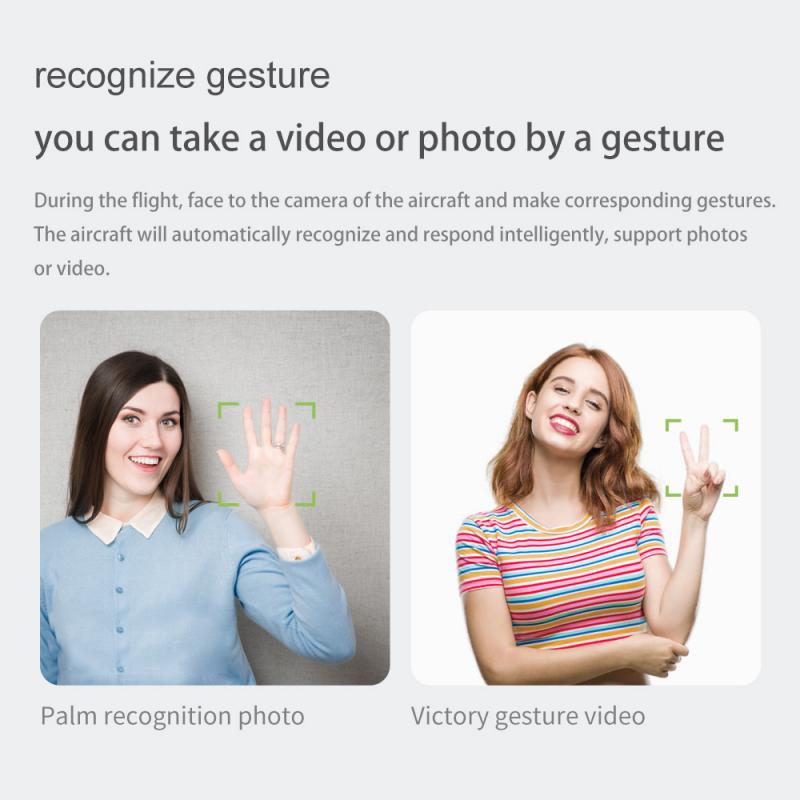 recognize gesture
you can take a video or photo by a gesture
During the flight, face to the camera of the aircraft and make corresponding gestures.
The aircraft will automatically recognize and respond intelligently, support photos
or video.
Palm recognition photo
Victory gesture video